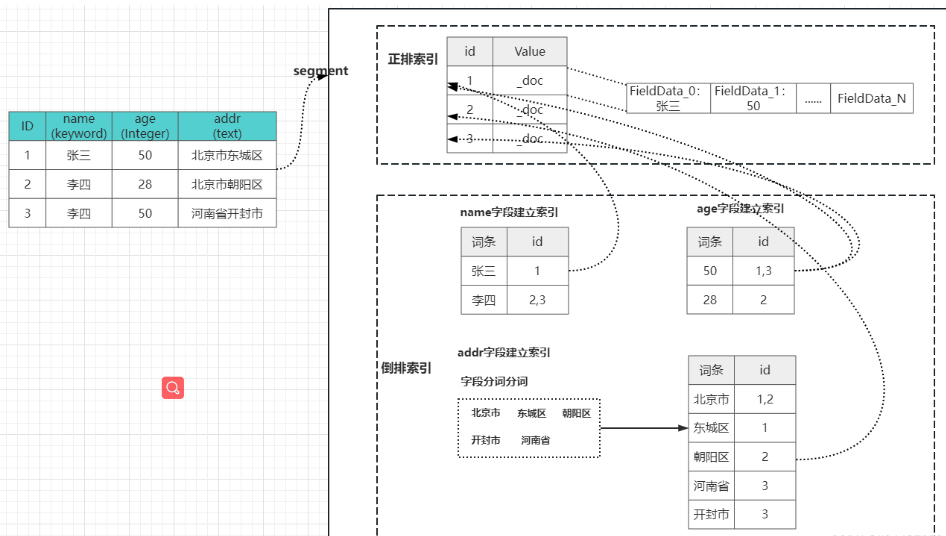 segment
ID name (keyword) age (Integer) addr (text)
1 张三 50 北京市东城区
2 李四 28 北京市朝阳区
3 李四 50 河南省开封市
正排索引
id Value
1 _doc
2 _doc
3 _doc
FieldData_0: 张三 FieldData_1: 50 ...... FieldData_N
倒排索引
name字段建立索引
词条 id
张三 1
李四 2,3
age字段建立索引
词条 id
50 1,3
28 2
addr字段建立索引
字段分词分词
北京市 东城区 朝阳区
开封市 河南省
词条 id
北京市 1,2
东城区 1
朝阳区 2
河南省 3
开封市 3